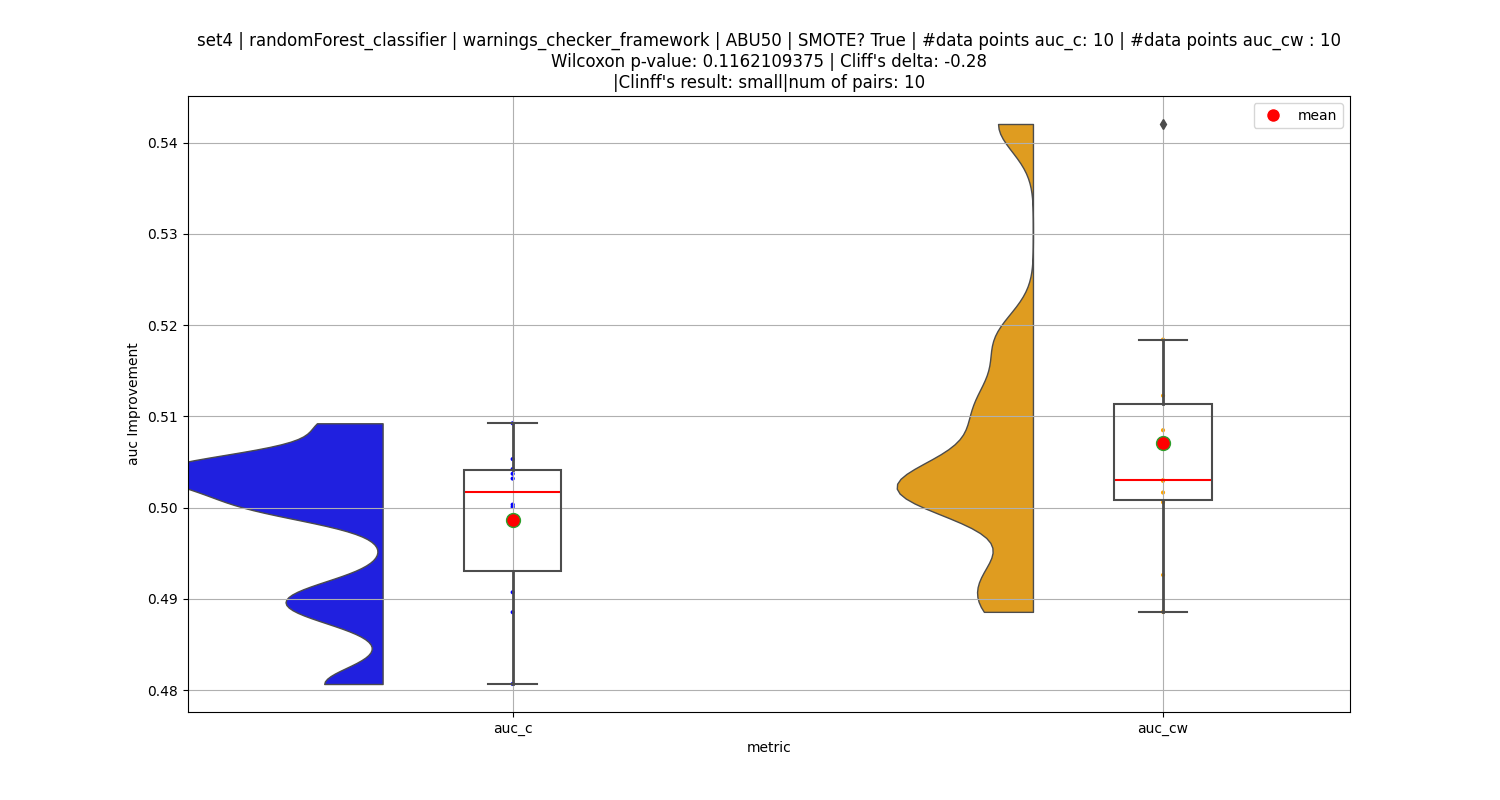 set4 | randomForest_classifier | warnings_checker_framework | ABU50 | SMOTE? True | #data points auc_c: 10 | #data points auc_cw : 10
Wilcoxon p-value: 0.1162109375 | Cliff's delta: -0.28
|Clinff's result: small|num of pairs: 10
mean
0.54
0.53
0.52
0.51
0.50
0.49
0.48
auc Improvement
auc_c
auc_cw
metric